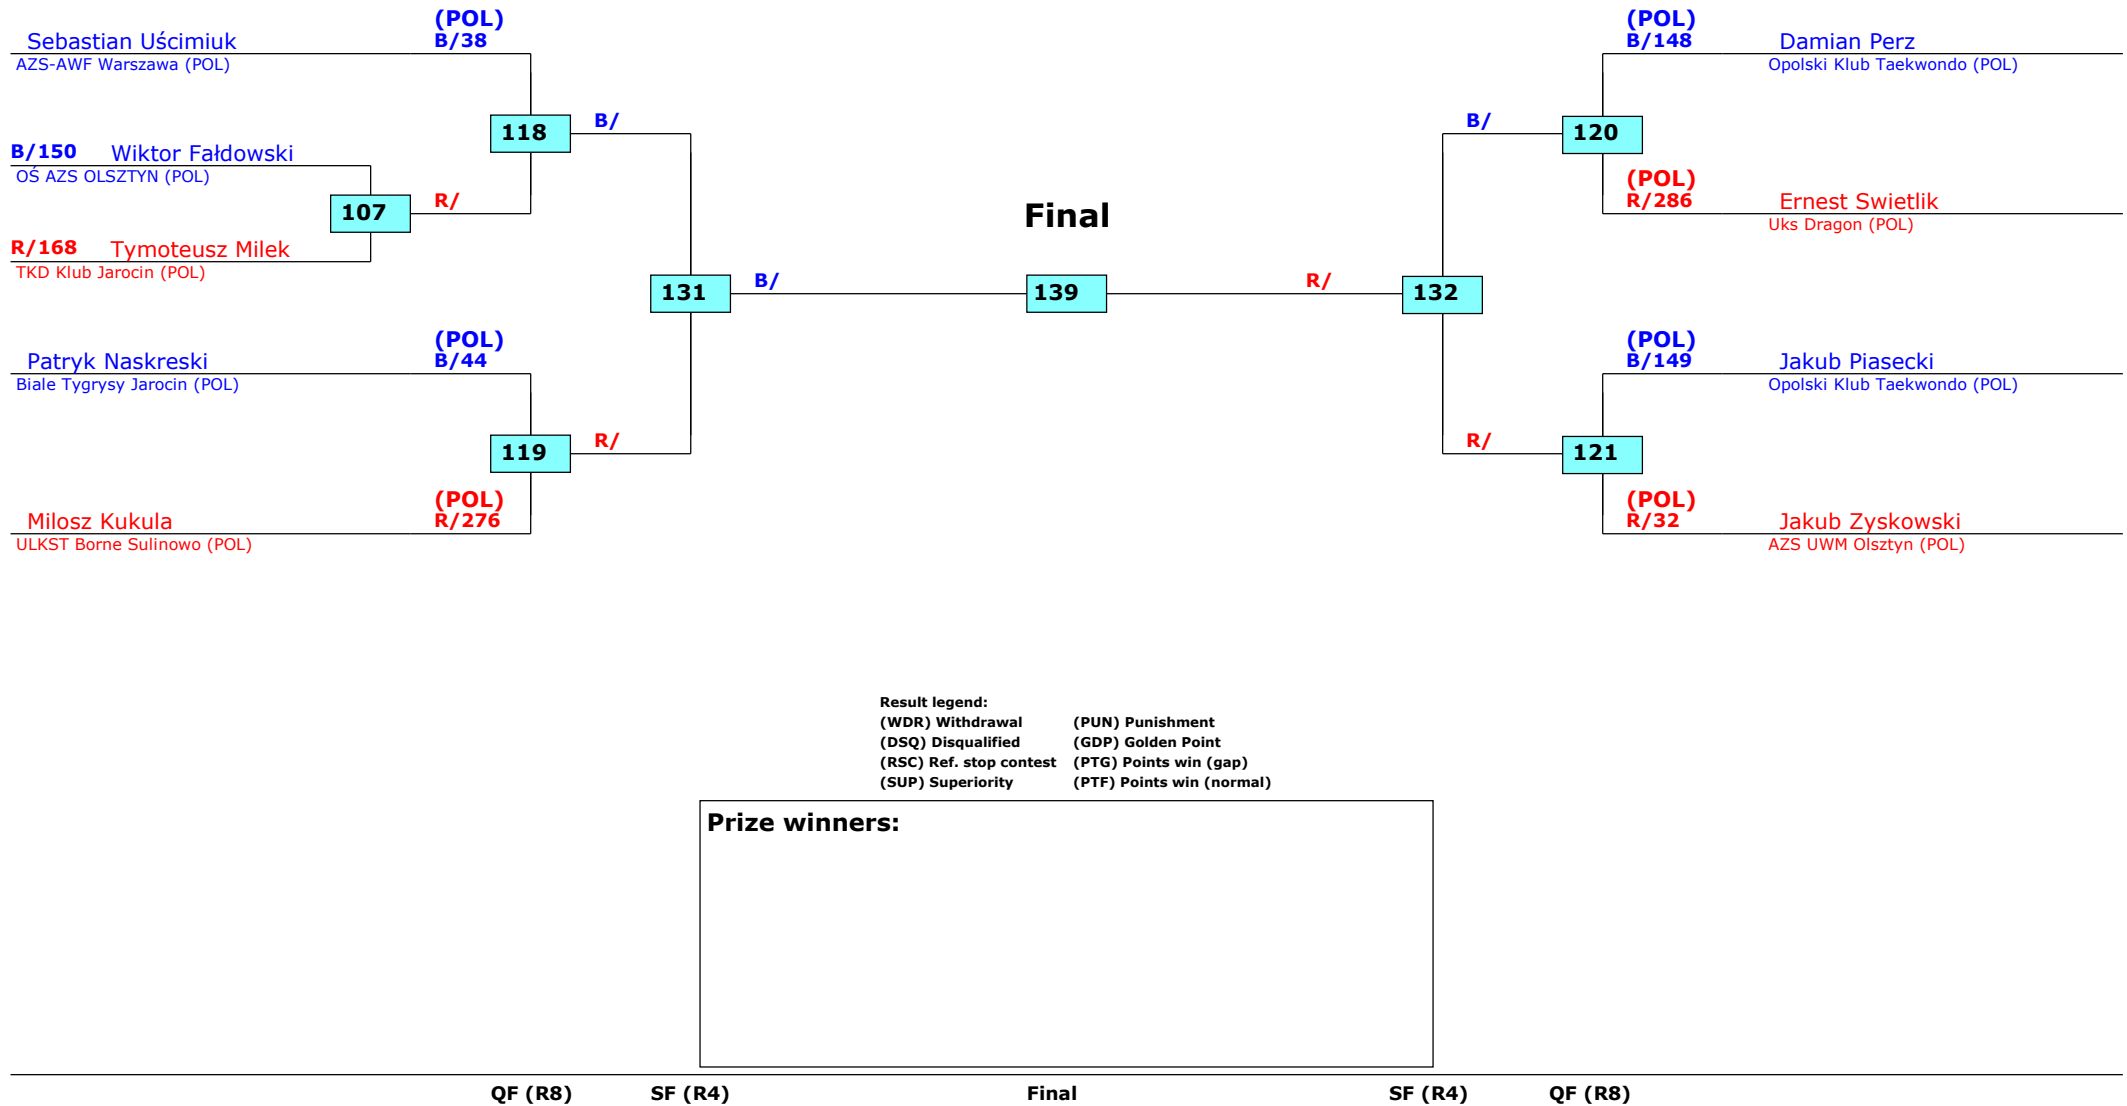 (POL)
Sebastian Uścimiuk B/38
AZS-AWF Warszawa (POL)
118 B/
B/150 Wiktor Fałdowski
OŚ AZS OLSZTYN (POL)
107 R/
R/168 Tymoteusz Milek
TKD Klub Jarocin (POL)
131 B/
(POL)
Patryk Naskreski B/44
Biale Tygrysy Jarocin (POL)
119 R/
(POL)
Milosz Kukula R/276
ULKST Borne Sulinowo (POL)
Final
139
(POL)
B/148 Damian Perz
Opolski Klub Taekwondo (POL)
B/ 120
(POL)
R/286 Ernest Swietlik
Uks Dragon (POL)
R/ 132
(POL)
B/149 Jakub Piasecki
Opolski Klub Taekwondo (POL)
R/ 121
(POL)
R/32 Jakub Zyskowski
AZS UWM Olsztyn (POL)
Result legend:
(WDR) Withdrawal (PUN) Punishment
(DSQ) Disqualified (GDP) Golden Point
(RSC) Ref. stop contest (PTG) Points win (gap)
(SUP) Superiority (PTF) Points win (normal)
Prize winners:
QF (R8) SF (R4) Final SF (R4) QF (R8)